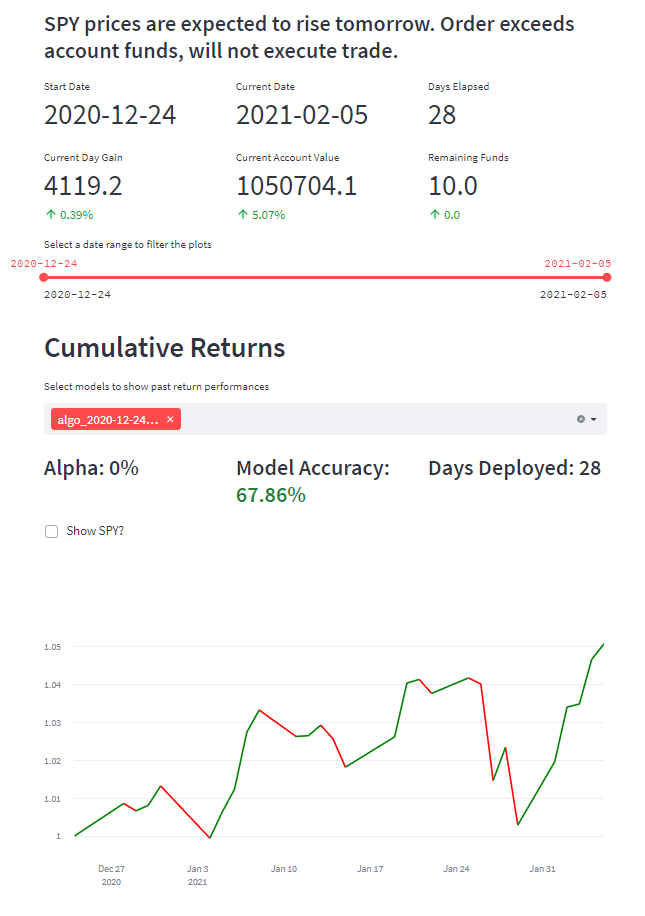 SPY prices are expected to rise tomorrow. Order exceeds
account funds, will not execute trade.
Start Date
Current Date
Days Elapsed
2020-12-24
2021-02-05
28
Current Day Gain
Current Account Value
Remaining Funds
4119.2
1050704.1
10.0
↑ 0.39%
↑ 5.07%
↑ 0.0
Select a date range to filter the plots
2020-12-24
2021-02-05
2020-12-24
2021-02-05
Cumulative Returns
Select models to show past return performances
algo_2020-12-24...
Alpha: 0%
Model Accuracy:
67.86%
Days Deployed: 28
Show SPY?
1.05
1.04
1.03
1.02
1.01
1
Dec 27
2020
Jan 3
2021
Jan 10
Jan 17
Jan 24
Jan 31